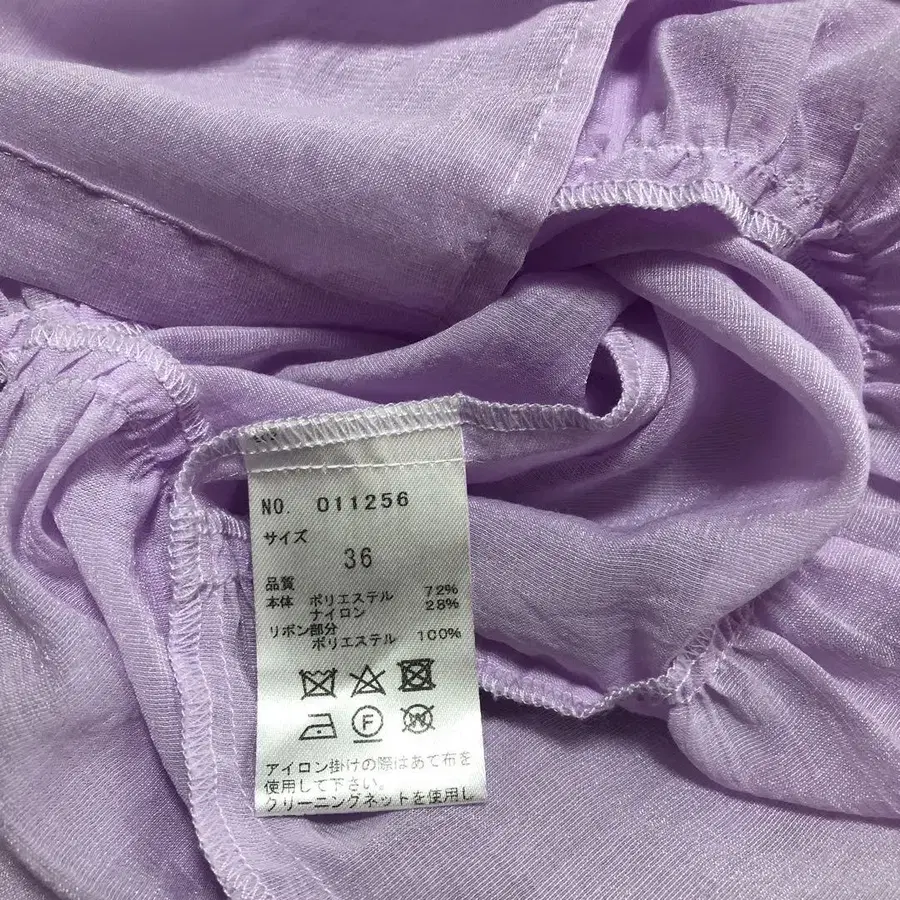 NO. 011256
サイズ
36
品質
本体 ポリエステル 72%
ナイロン 28%
リボン部分
ポリエステル 100%
F
W
アイロン掛けの際はあて布を
使用して下さい。
クリーニングネットを使用し